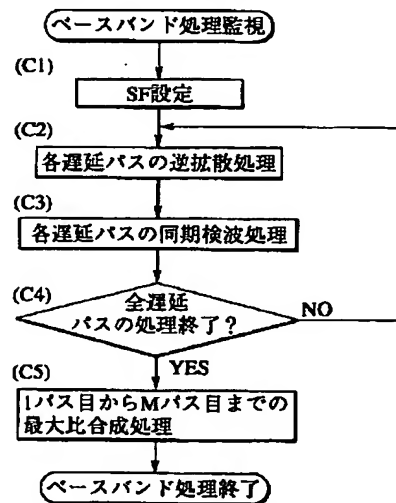 ベースバンド処理監視
(C1)
SF設定
(C2)
各遅延パスの逆拡散処理
(C3)
各遅延パスの同期検波処理
(C4)
全遅延
パスの処理終了?
NO
YES
(C5)
1パス目からMパス目までの
最大比合成処理
ベースバンド処理終了